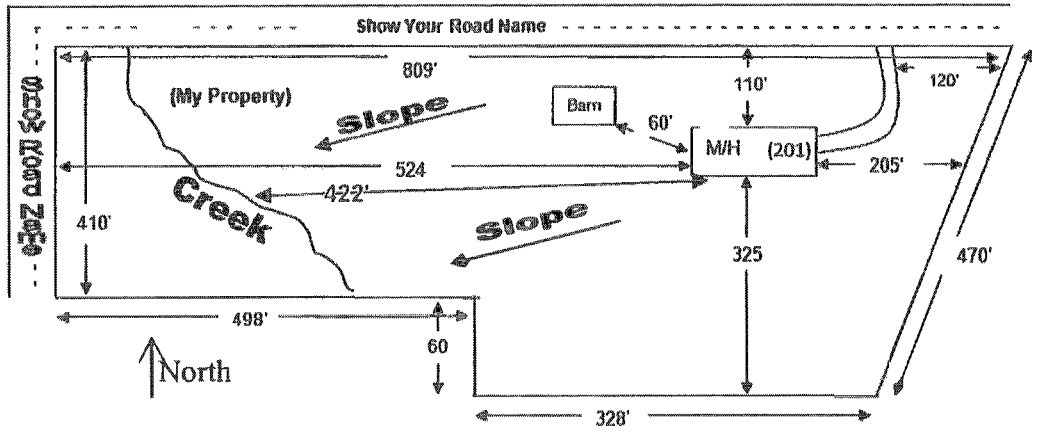 Show Your Road Name
SHOW ROAD NAME
809'
(My Property)
110'
120'
Barn
Slope
60'
M/H (201)
524
205'
422'
Creek
410'
Slope
325
470'
498'
60
North
328'